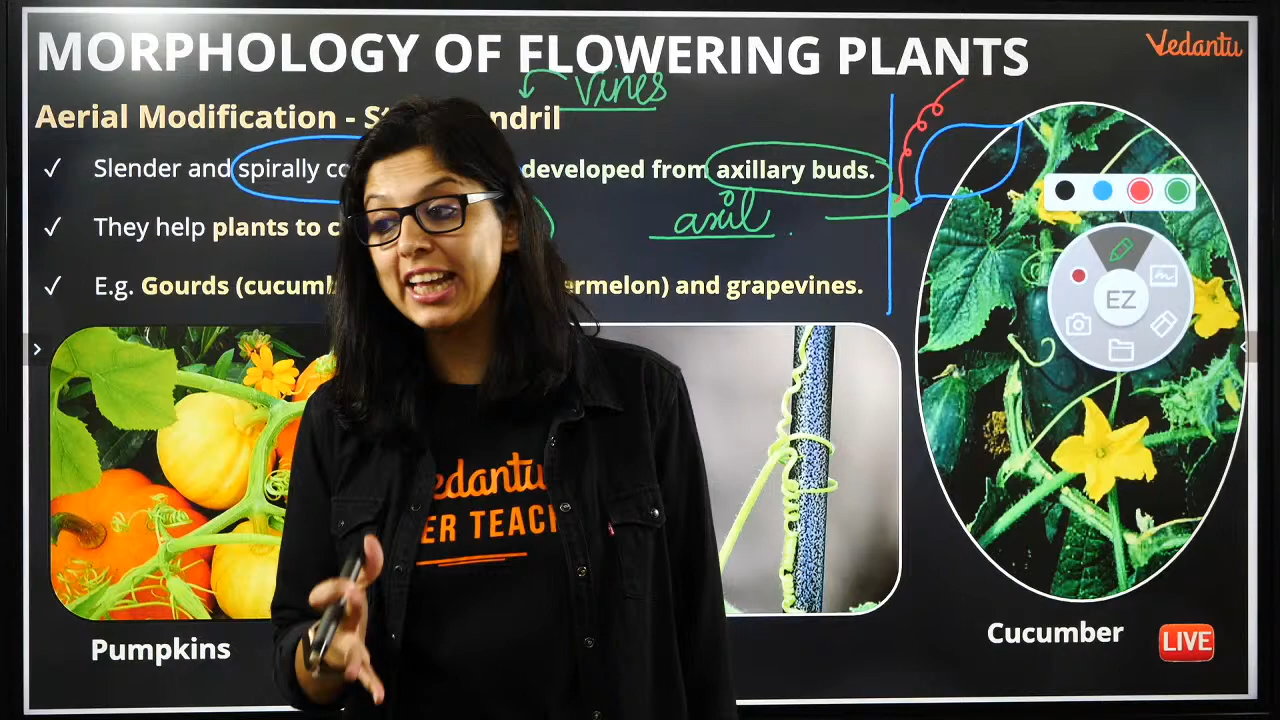 MORPHOLOGY OF FLOWERING PLANTS
Vedantu
vines
Aerial Modification - ndril
✓ Slender and spirally co developed from axillary buds.
✓ They help plants to c
axil
✓ E.g. Gourds (cucum ermelon) and grapevines.
EZ
edantu
ER TEACH
Pumpkins
Cucumber
LIVE